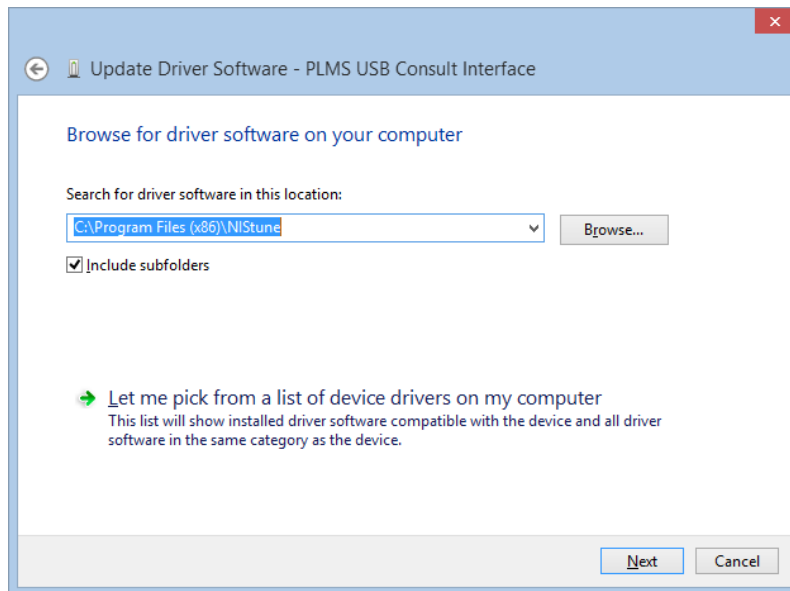 Update Driver Software - PLMS USB Consult Interface
Browse for driver software on your computer
Search for driver software in this location:
C:\Program Files (x86)\NIStune
Browse...
Include subfolders
Let me pick from a list of device drivers on my computer
This list will show installed driver software compatible with the device and all driver
software in the same category as the device.
Next
Cancel